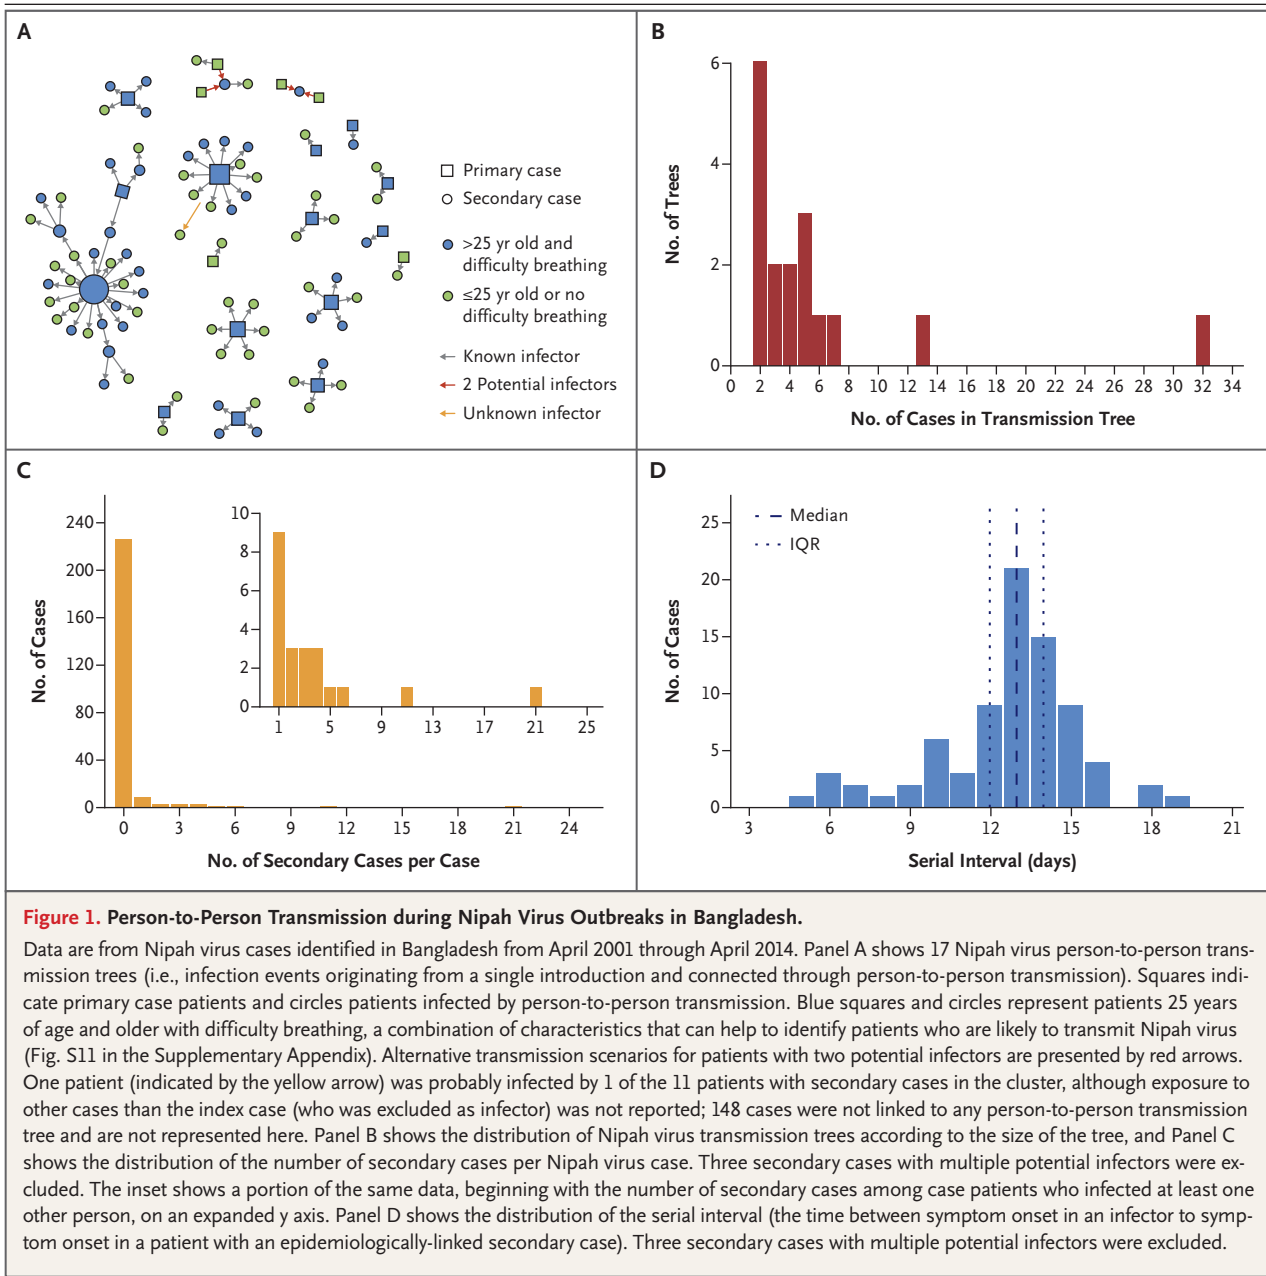 A
Primary case
Secondary case
>25 yr old and
difficulty breathing
≤25 yr old or no
difficulty breathing
Known infector
2 Potential infectors
Unknown infector
B
No. of Trees
6
4
2
0
0 2 4 6 8 10 12 14 16 18 20 22 24 26 28 30 32 34
No. of Cases in Transmission Tree
C
No. of Cases
240
200
160
120
80
40
0
0 3 6 9 12 15 18 21 24
No. of Secondary Cases per Case
10
8
6
4
2
0
1 5 9 13 17 21 25
D
Median
IQR
No. of Cases
25
20
15
10
5
0
3 6 9 12 15 18 21
Serial Interval (days)
Figure 1. Person-to-Person Transmission during Nipah Virus Outbreaks in Bangladesh.
Data are from Nipah virus cases identified in Bangladesh from April 2001 through April 2014. Panel A shows 17 Nipah virus person-to-person trans-
mission trees (i.e., infection events originating from a single introduction and connected through person-to-person transmission). Squares indi-
cate primary case patients and circles patients infected by person-to-person transmission. Blue squares and circles represent patients 25 years
of age and older with difficulty breathing, a combination of characteristics that can help to identify patients who are likely to transmit Nipah virus
(Fig. S11 in the Supplementary Appendix). Alternative transmission scenarios for patients with two potential infectors are presented by red arrows.
One patient (indicated by the yellow arrow) was probably infected by 1 of the 11 patients with secondary cases in the cluster, although exposure to
other cases than the index case (who was excluded as infector) was not reported; 148 cases were not linked to any person-to-person transmission
tree and are not represented here. Panel B shows the distribution of Nipah virus transmission trees according to the size of the tree, and Panel C
shows the distribution of the number of secondary cases per Nipah virus case. Three secondary cases with multiple potential infectors were ex-
cluded. The inset shows a portion of the same data, beginning with the number of secondary cases among case patients who infected at least one
other person, on an expanded y axis. Panel D shows the distribution of the serial interval (the time between symptom onset in an infector to symp-
tom onset in a patient with an epidemiologically-linked secondary case). Three secondary cases with multiple potential infectors were excluded.